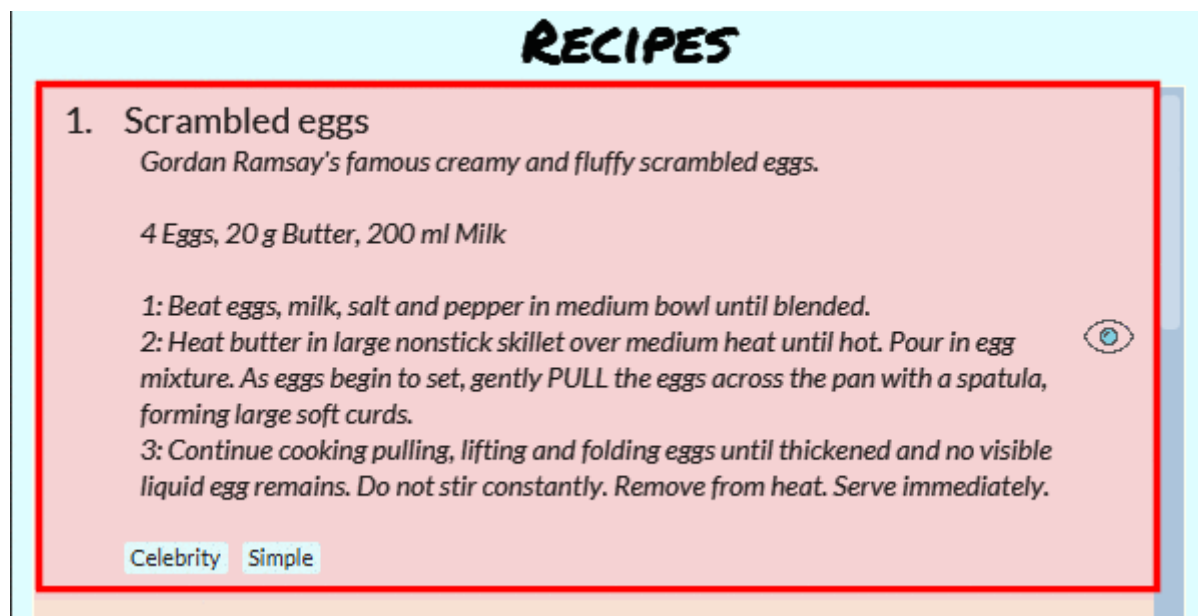 RECIPES
1. Scrambled eggs
Gordan Ramsay's famous creamy and fluffy scrambled eggs.
4 Eggs, 20 g Butter, 200 ml Milk
1: Beat eggs, milk, salt and pepper in medium bowl until blended.
2: Heat butter in large nonstick skillet over medium heat until hot. Pour in egg
mixture. As eggs begin to set, gently PULL the eggs across the pan with a spatula,
forming large soft curds.
3: Continue cooking pulling, lifting and folding eggs until thickened and no visible
liquid egg remains. Do not stir constantly. Remove from heat. Serve immediately.
Celebrity Simple